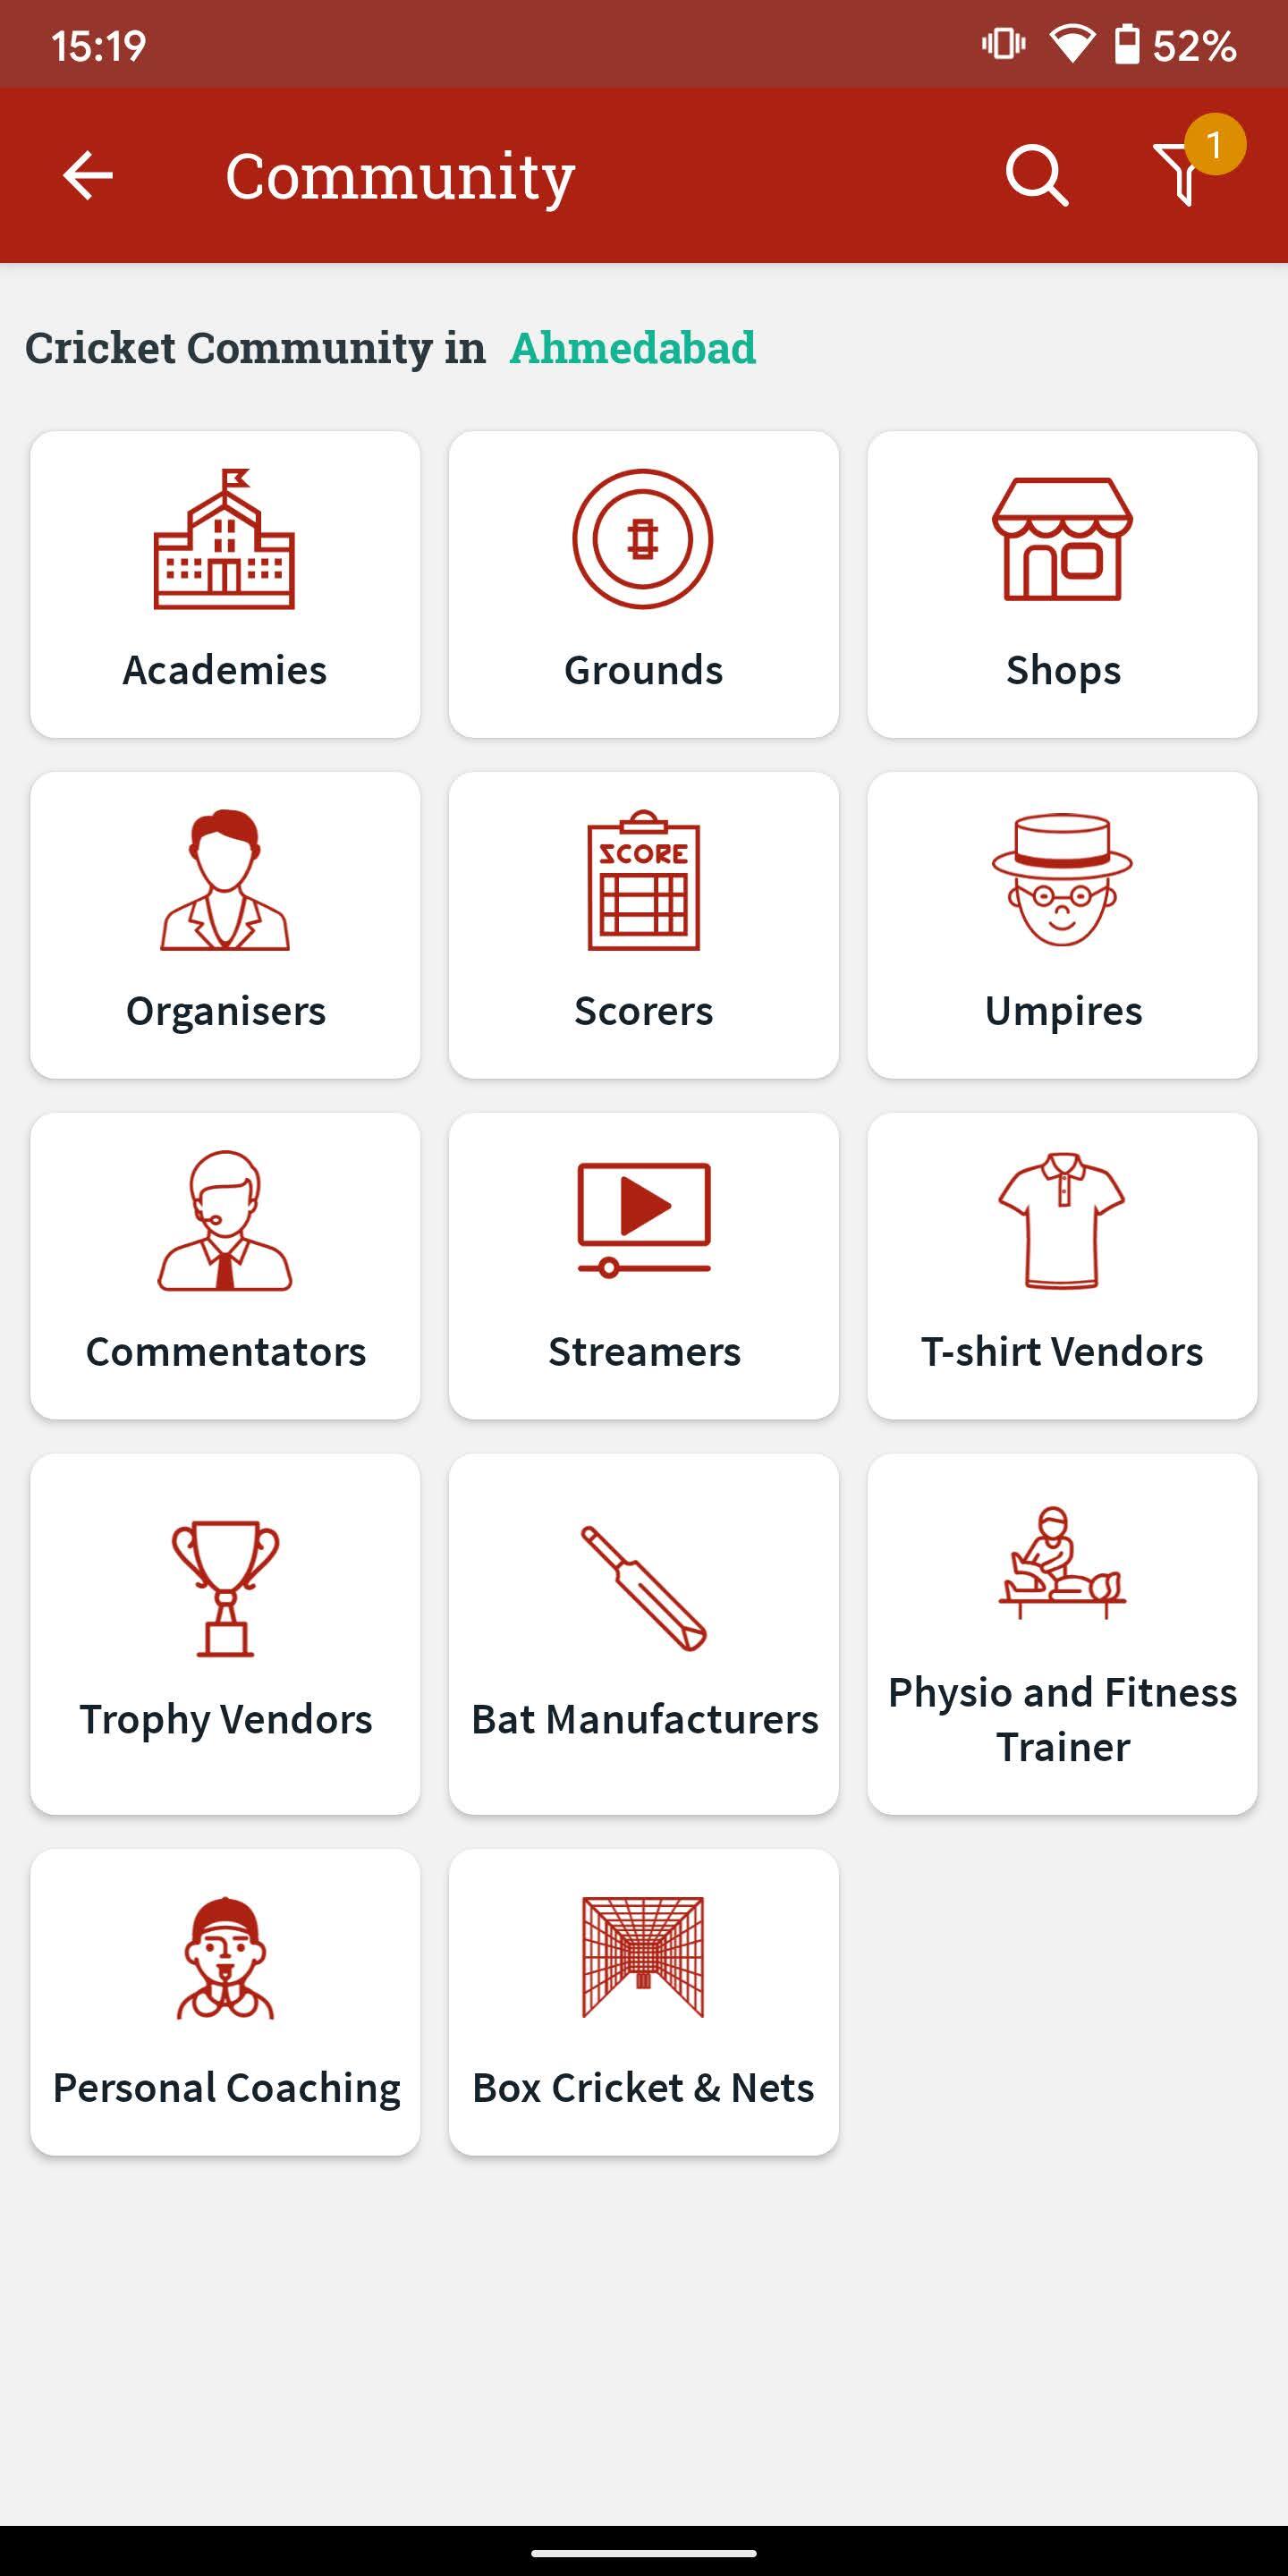 15:19
52%
Community
1
Cricket Community in Ahmedabad
Academies
Grounds
Shops
Organisers
SCORE
Scorers
Umpires
Commentators
Streamers
T-shirt Vendors
Trophy Vendors
Bat Manufacturers
Physio and Fitness
Trainer
Personal Coaching
Box Cricket & Nets